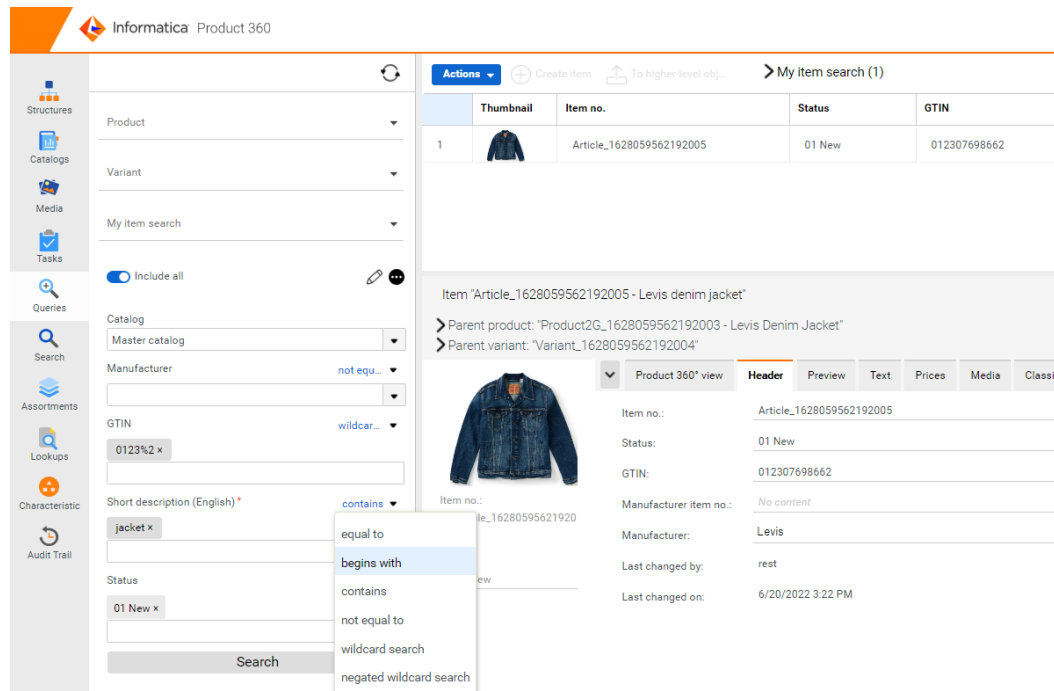 Informatica Product 360
Structures
Catalogs
Media
Tasks
Queries
Search
Assortments
Lookups
Characteristic
Audit Trail
Product
Variant
My item search
Include all
Catalog
Master catalog
Manufacturer not equ...
GTIN wildcar...
0123%2 ×
Short description (English) * contains
jacket ×
Status
01 New ×
Search
equal to
begins with
contains
not equal to
wildcard search
negated wildcard search
Actions Create item To higher-level obj... My item search (1)
Thumbnail Item no. Status GTIN
1 Article_1628059562192005 01 New 012307698662
Item "Article_1628059562192005 - Levis denim jacket"
Parent product: "Product2G_1628059562192003 - Levis Denim Jacket"
Parent variant: "Variant_1628059562192004"
Product 360° view Header Preview Text Prices Media Classi
Item no.:
le_16280595621920
ew
Item no.: Article_1628059562192005
Status: 01 New
GTIN: 012307698662
Manufacturer item no.: No content
Manufacturer: Levis
Last changed by: rest
Last changed on: 6/20/2022 3:22 PM